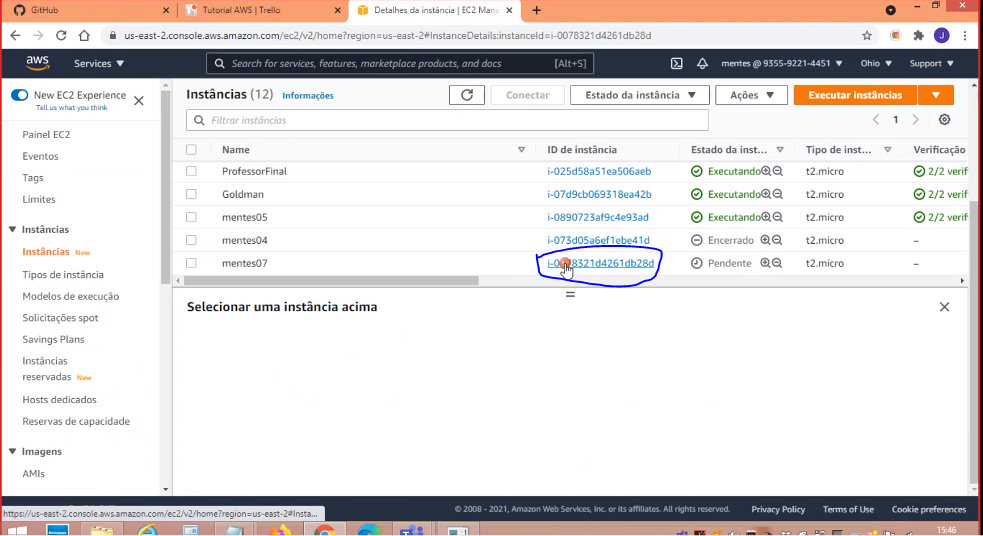 GitHub
Tutorial AWS | Trello
Detalhes da instância | EC2 Man
us-east-2.console.aws.amazon.com/ec2/v2/home?region=us-east-2#InstanceDetails:instanceId=i-0078321d4261db28d
J
aws Services Search for services, features, marketplace products, and docs [Alt+S] mentes @ 9355-9221-4451 Ohio Support
New EC2 Experience
Tell us what you think
Painel EC2
Eventos
Tags
Limites
Instâncias
Instâncias New
Tipos de instância
Modelos de execução
Solicitações spot
Savings Plans
Instâncias
reservadas New
Hosts dedicados
Reservas de capacidade
Imagens
AMIs
Instâncias (12) Informações Conectar Estado da instância Ações Executar instâncias
Filtrar instâncias 1
Name ID de instância Estado da inst... Tipo de inst... Verificação
ProfessorFinal i-025d58a51ea506aeb Executando t2.micro 2/2 verif
Goldman i-07d9cb069318ea42b Executando t2.micro 2/2 verif
mentes05 i-0890723af9c4e93ad Executando t2.micro 2/2 verif
mentes04 i-073d05a6ef1ebe41d Encerrado t2.micro –
mentes07 i-0078321d4261db28d Pendente t2.micro –
Selecionar uma instância acima
https://us-east-2.console.aws.amazon.com/ec2/v2/home?region=us-east-2#Insta...
© 2008 - 2021, Amazon Web Services, Inc. or its affiliates. All rights reserved. Privacy Policy Terms of Use Cookie preferences
15:46